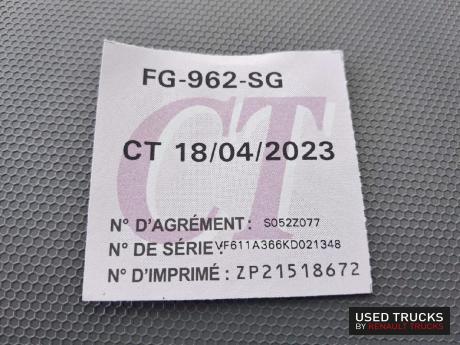 FG-962-SG
CT
CT 18/04/2023
N° D'AGRÉMENT : S052Z077
N° DE SÉRIE : VF611A366KD021348
N° D'IMPRIMÉ : ZP21518672
USED TRUCKS
BY RENAULT TRUCKS